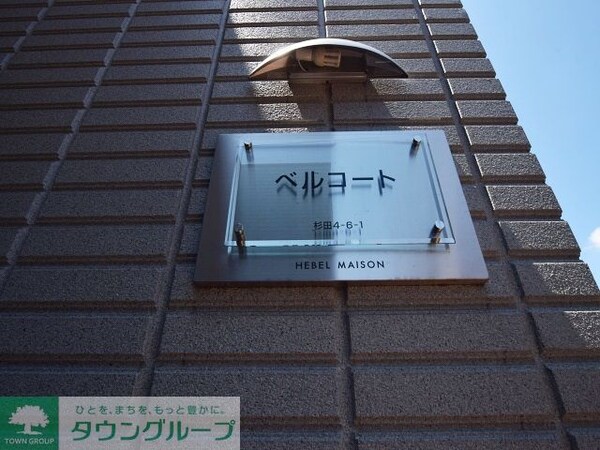 ベルコート
杉田4-6-1
HEBEL MAISON
ひとを、まちを、もっと豊かに。
タウングループ
TOWN GROUP